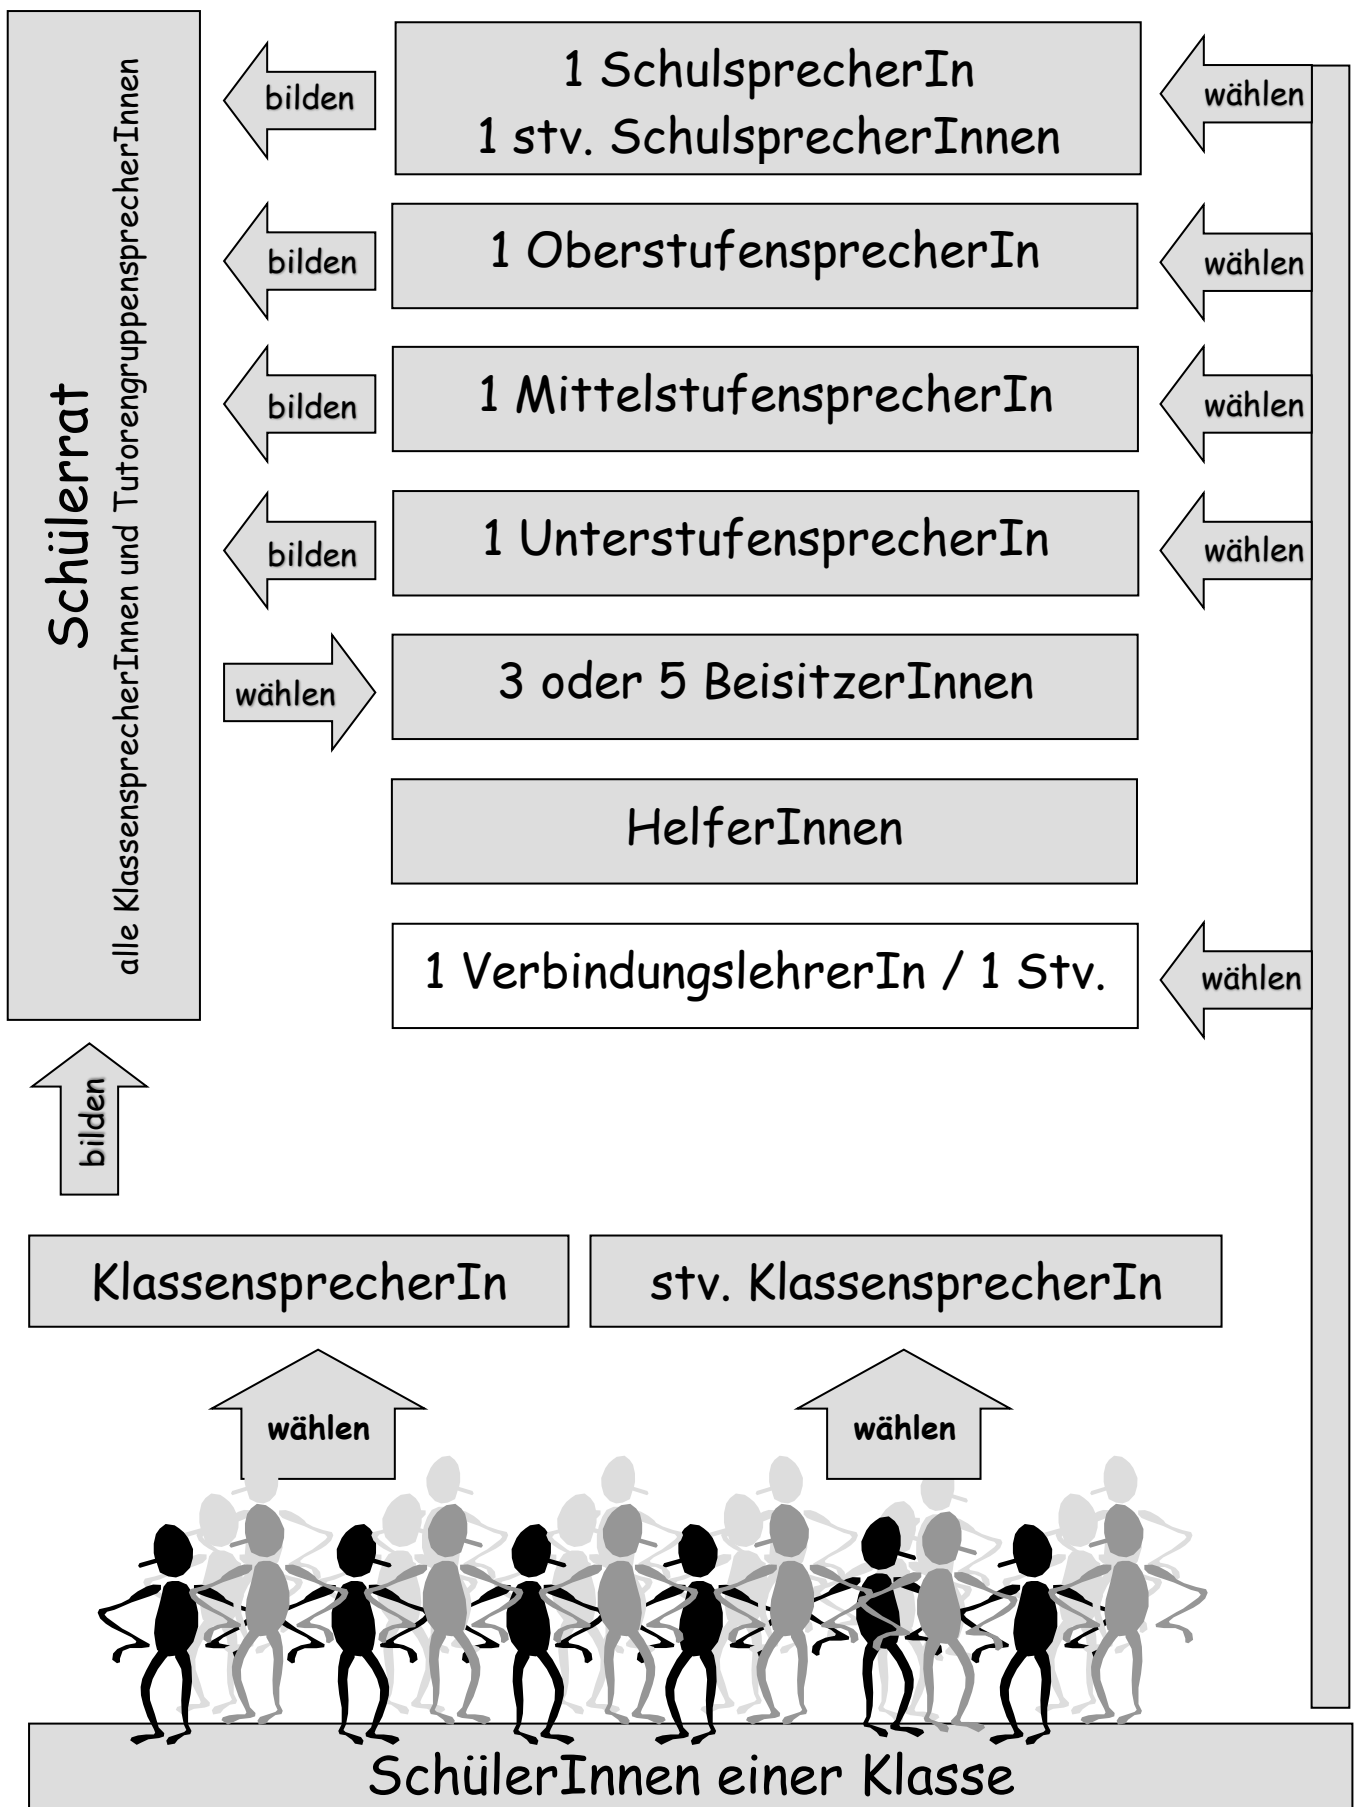 Schülerrat
alle KlassensprecherInnen und TutorengruppensprecherInnen
bilden
1 SchulsprecherIn
1 stv. SchulsprecherInnen
wählen
bilden
1 OberstufensprecherIn
wählen
bilden
1 MittelstufensprecherIn
wählen
bilden
1 UnterstufensprecherIn
wählen
wählen
3 oder 5 BeisitzerInnen
HelferInnen
1 VerbindungslehrerIn / 1 Stv.
wählen
bilden
KlassensprecherIn
stv. KlassensprecherIn
wählen
wählen
SchülerInnen einer Klasse